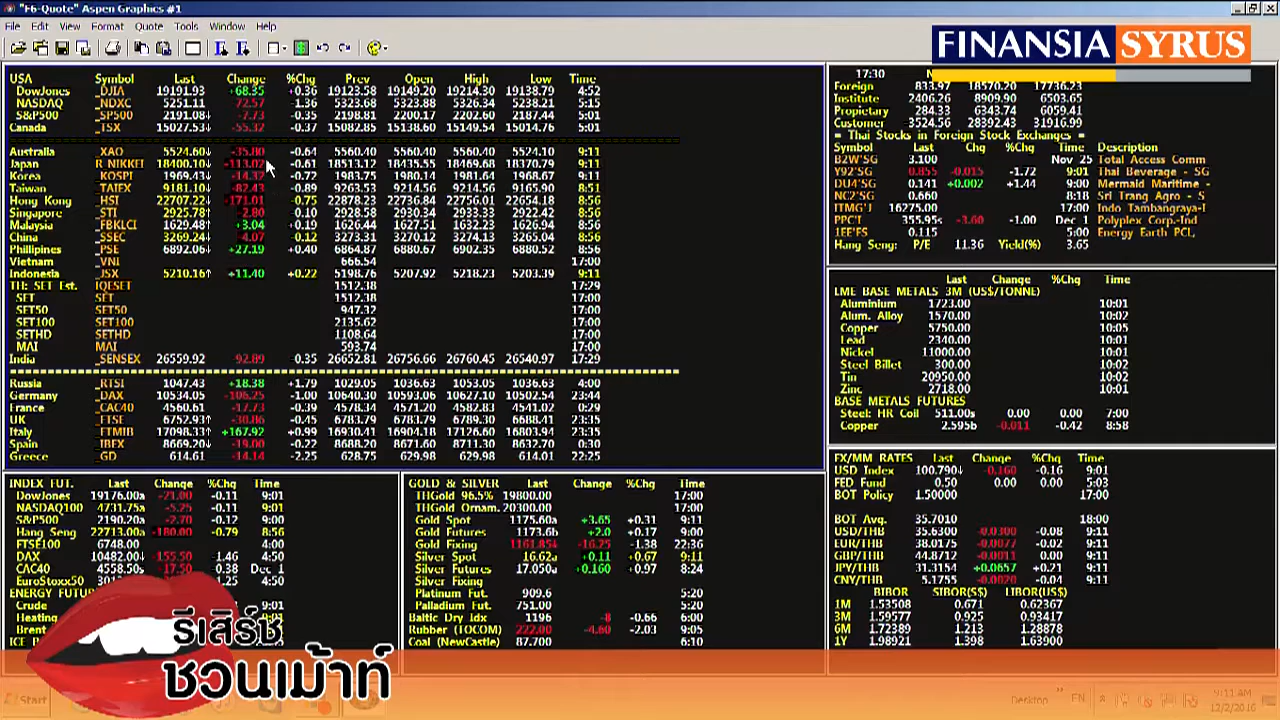 "F6-Quote" Aspen Graphics #1
File Edit View Format Quote Tools Window Help
FINANSIA SYRUS
USA Symbol Last Change %Chg Prev Open High Low Time
DowJones _DJIA 19191.93 +68.35 +0.36 19123.58 19149.20 19214.30 19138.79 4:52
NASDAQ _NDXC 5251.11 -72.57 -1.36 5323.68 5323.88 5326.34 5238.21 5:15
S&P500 _SP500 2191.08↓ -7.73 -0.35 2198.81 2200.17 2202.60 2187.44 5:01
Canada _TSX 15027.53↓ -55.32 -0.37 15082.85 15138.60 15149.54 15014.76 5:01
Australia _XAO 5524.60↓ -35.80 -0.64 5560.40 5560.40 5560.40 5524.10 9:11
Japan R NIKKEI 18400.10↑ -113.02 -0.61 18513.12 18435.55 18469.68 18370.79 9:11
Korea _KOSPI 1969.43↓ -14.32 -0.72 1983.75 1980.14 1981.64 1968.67 9:11
Taiwan _TAIEX 9181.10↑ -82.43 -0.89 9263.53 9214.56 9214.56 9165.90 8:51
Hong Kong _HSI 22707.22↓ -171.01 -0.75 22878.23 22714.06 22736.84 22654.18 8:56
Singapore _STI 2925.78↑ -2.80 -0.10 2928.58 2930.34 2933.33 2922.42 8:56
Malaysia _FBKLCI 1629.48↑ +3.04 +0.19 1626.44 1627.51 1632.23 1626.94 8:56
China _SSEC 3269.24↓ -4.07 -0.12 3273.31 3270.12 3274.13 3265.04 8:56
Phillipines _PSE 6892.06↓ +27.19 +0.40 6864.87 6880.67 6902.35 6880.52 8:56
Vietnam _VNI 666.54 17:00
Indonesia _JSX 5210.16↑ +11.40 +0.22 5198.76 5207.92 5218.23 5203.39 9:11
TH: SET Est. IQESET 1512.38 17:29
SET SET 1512.38 17:00
SET50 SET50 947.32 17:00
SET100 SET100 2135.62 17:00
SETHD SETHD 1108.64 17:00
MAI MAI 593.74 17:00
India _SENSEX 26559.92 -92.89 -0.35 26652.81 26756.66 26760.45 26540.97 17:29
Russia _RTSI 1047.43 +18.38 +1.79 1029.05 1036.63 1053.05 1036.63 4:00
Germany _DAX 10534.05 -106.25 -1.00 10640.30 10593.06 10627.10 10502.54 23:44
France _CAC40 4560.61 -17.73 -0.39 4578.34 4571.20 4582.83 4541.02 0:29
UK _FTSE 6752.93↑ -30.86 -0.45 6783.79 6783.79 6789.30 6688.41 23:35
Italy _FTMIB 17098.33↑ +167.92 +0.99 16930.41 16904.18 17126.60 16803.94 23:35
Spain _IBEX 8669.20↓ -19.00 -0.22 8688.20 8671.60 8711.30 8632.70 0:30
Greece _GD 614.61 -14.14 -2.25 628.75 629.98 629.98 614.01 22:25
17:30
Foreign 833.97 18570.20 17736.23
Institute 2406.26 8909.90 6503.65
Propietary 284.33 6343.74 6059.41
Customer 3524.56 28392.43 31916.99
= Thai Stocks in Foreign Stock Exchanges =
Symbol Last Chg %Chg Time Description
B2W'SG 3.100 Nov 25 Total Access Comm
Y92'SG 0.855 -0.015 -1.72 9:01 Thai Beverage - SG
DU4'SG 0.141 +0.002 +1.44 9:00 Mermaid Maritime -
NC2'SG 0.660 8:18 Sri Trang Agro - S
ITMG'J 16275.00 17:00 Indo Tambangraya-I
PPC'I 355.95s -3.60 -1.00 Dec 1 Polyplex Corp.-Ind
1EE'FS 0.115 5:00 Energy Earth PCL.
Hang Seng: P/E 11.36 Yield(%) 3.65
Last Change %Chg Time
LME BASE METALS 3M (US$/TONNE)
Aluminium 1723.00 10:01
Alum. Alloy 1570.00 10:02
Copper 5750.00 10:05
Lead 2340.00 10:01
Nickel 11000.00 10:01
Steel Billet 300.00 10:02
Tin 20950.00 10:02
Zinc 2718.00 10:01
BASE METALS FUTURES
Steel: HR Coil 511.00s 0.00 0.00 7:00
Copper 2.595b -0.011 -0.42 8:58
INDEX FUT. Last Change %Chg Time
DowJones 19176.00a -21.00 -0.11 9:01
NASDAQ100 4731.75a -5.25 -0.11 9:01
S&P500 2190.20a -2.70 -0.12 9:00
Hang Seng 22713.00a -180.00 -0.79 8:56
FTSE100 6748.00 4:00
DAX 10482.00↓ -155.50 -1.46 4:50
CAC40 4558.50s -17.50 -0.38 Dec 1
EuroStoxx50 1.25 4:50
ENERGY FUTU
Crude 9:01
Heating
Brent
GOLD & SILVER Last Change %Chg Time
THGold 96.5% 19800.00 17:00
THGold Ornam. 20300.00 17:00
Gold Spot 1175.60a +3.65 +0.31 9:11
Gold Futures 1173.6b +2.0 +0.17 9:00
Gold Fixing 1161.85↓ -16.25 -1.38 22:36
Silver Spot 16.62a +0.11 +0.67 9:11
Silver Futures 17.050a +0.160 +0.97 8:24
Silver Fixing
Platinum Fut. 909.6 5:20
Palladium Fut. 751.00 5:20
Baltic Dry Idx 1196 -8 -0.66 6:00
Rubber (TOCOM) 222.00 -4.60 -2.03 9:05
Coal (NewCastle) 87.700 6:10
FX/MM RATES Last Change %Chg Time
USD Index 100.790↓ -0.160 -0.16 9:01
FED Fund 0.50 0.00 0.00 5:03
BOT Policy 1.50000 17:00
BOT Avg. 35.7010 18:00
USD/THB 35.6300 -0.0300 -0.08 9:11
EUR/THB 38.0175 -0.0077 -0.02 9:11
GBP/THB 44.8712 -0.0011 0.00 9:11
JPY/THB 31.3154 +0.0657 +0.21 9:11
CNY/THB 5.1755 -0.0020 -0.04 9:11
BIBOR SIBOR(S$) LIBOR(US$)
1M 1.53508 0.671 0.62367
3M 1.59577 0.925 0.93417
6M 1.72389 1.213 1.28878
1Y 1.98921 1.398 1.63900
รีเสิร์ช
ชวนเม้าท์
Start
Desktop EN 9:11 AM
12/2/2016